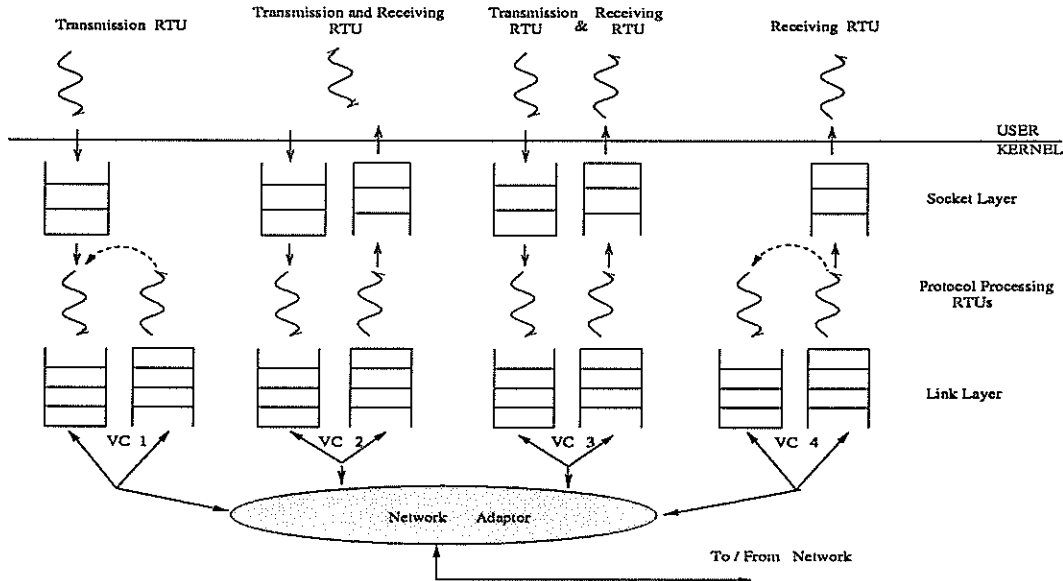 Transmission RTU
Transmission and Receiving
RTU
Transmission & Receiving
RTU RTU
Receiving RTU
USER
KERNEL
Socket Layer
Protocol Processing
RTUs
Link Layer
VC 1
VC 2
VC 3
VC 4
Network Adaptor
To / From Network